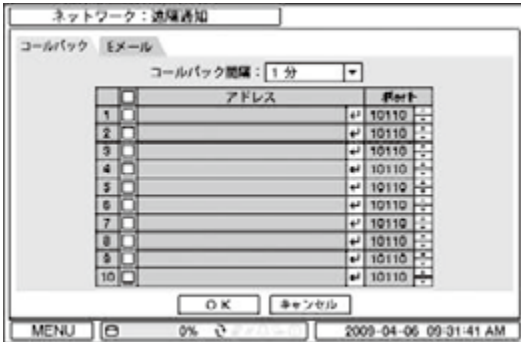 ネットワーク：遠隔通知
コールバック Eメール
コールバック間隔： 1 分
アドレス ポート
1 10110
2 10110
3 10110
4 10110
5 10110
6 10110
7 10110
8 10110
9 10110
10 10110
OK キャンセル
MENU 0% 2009-04-06 09:31:41 AM